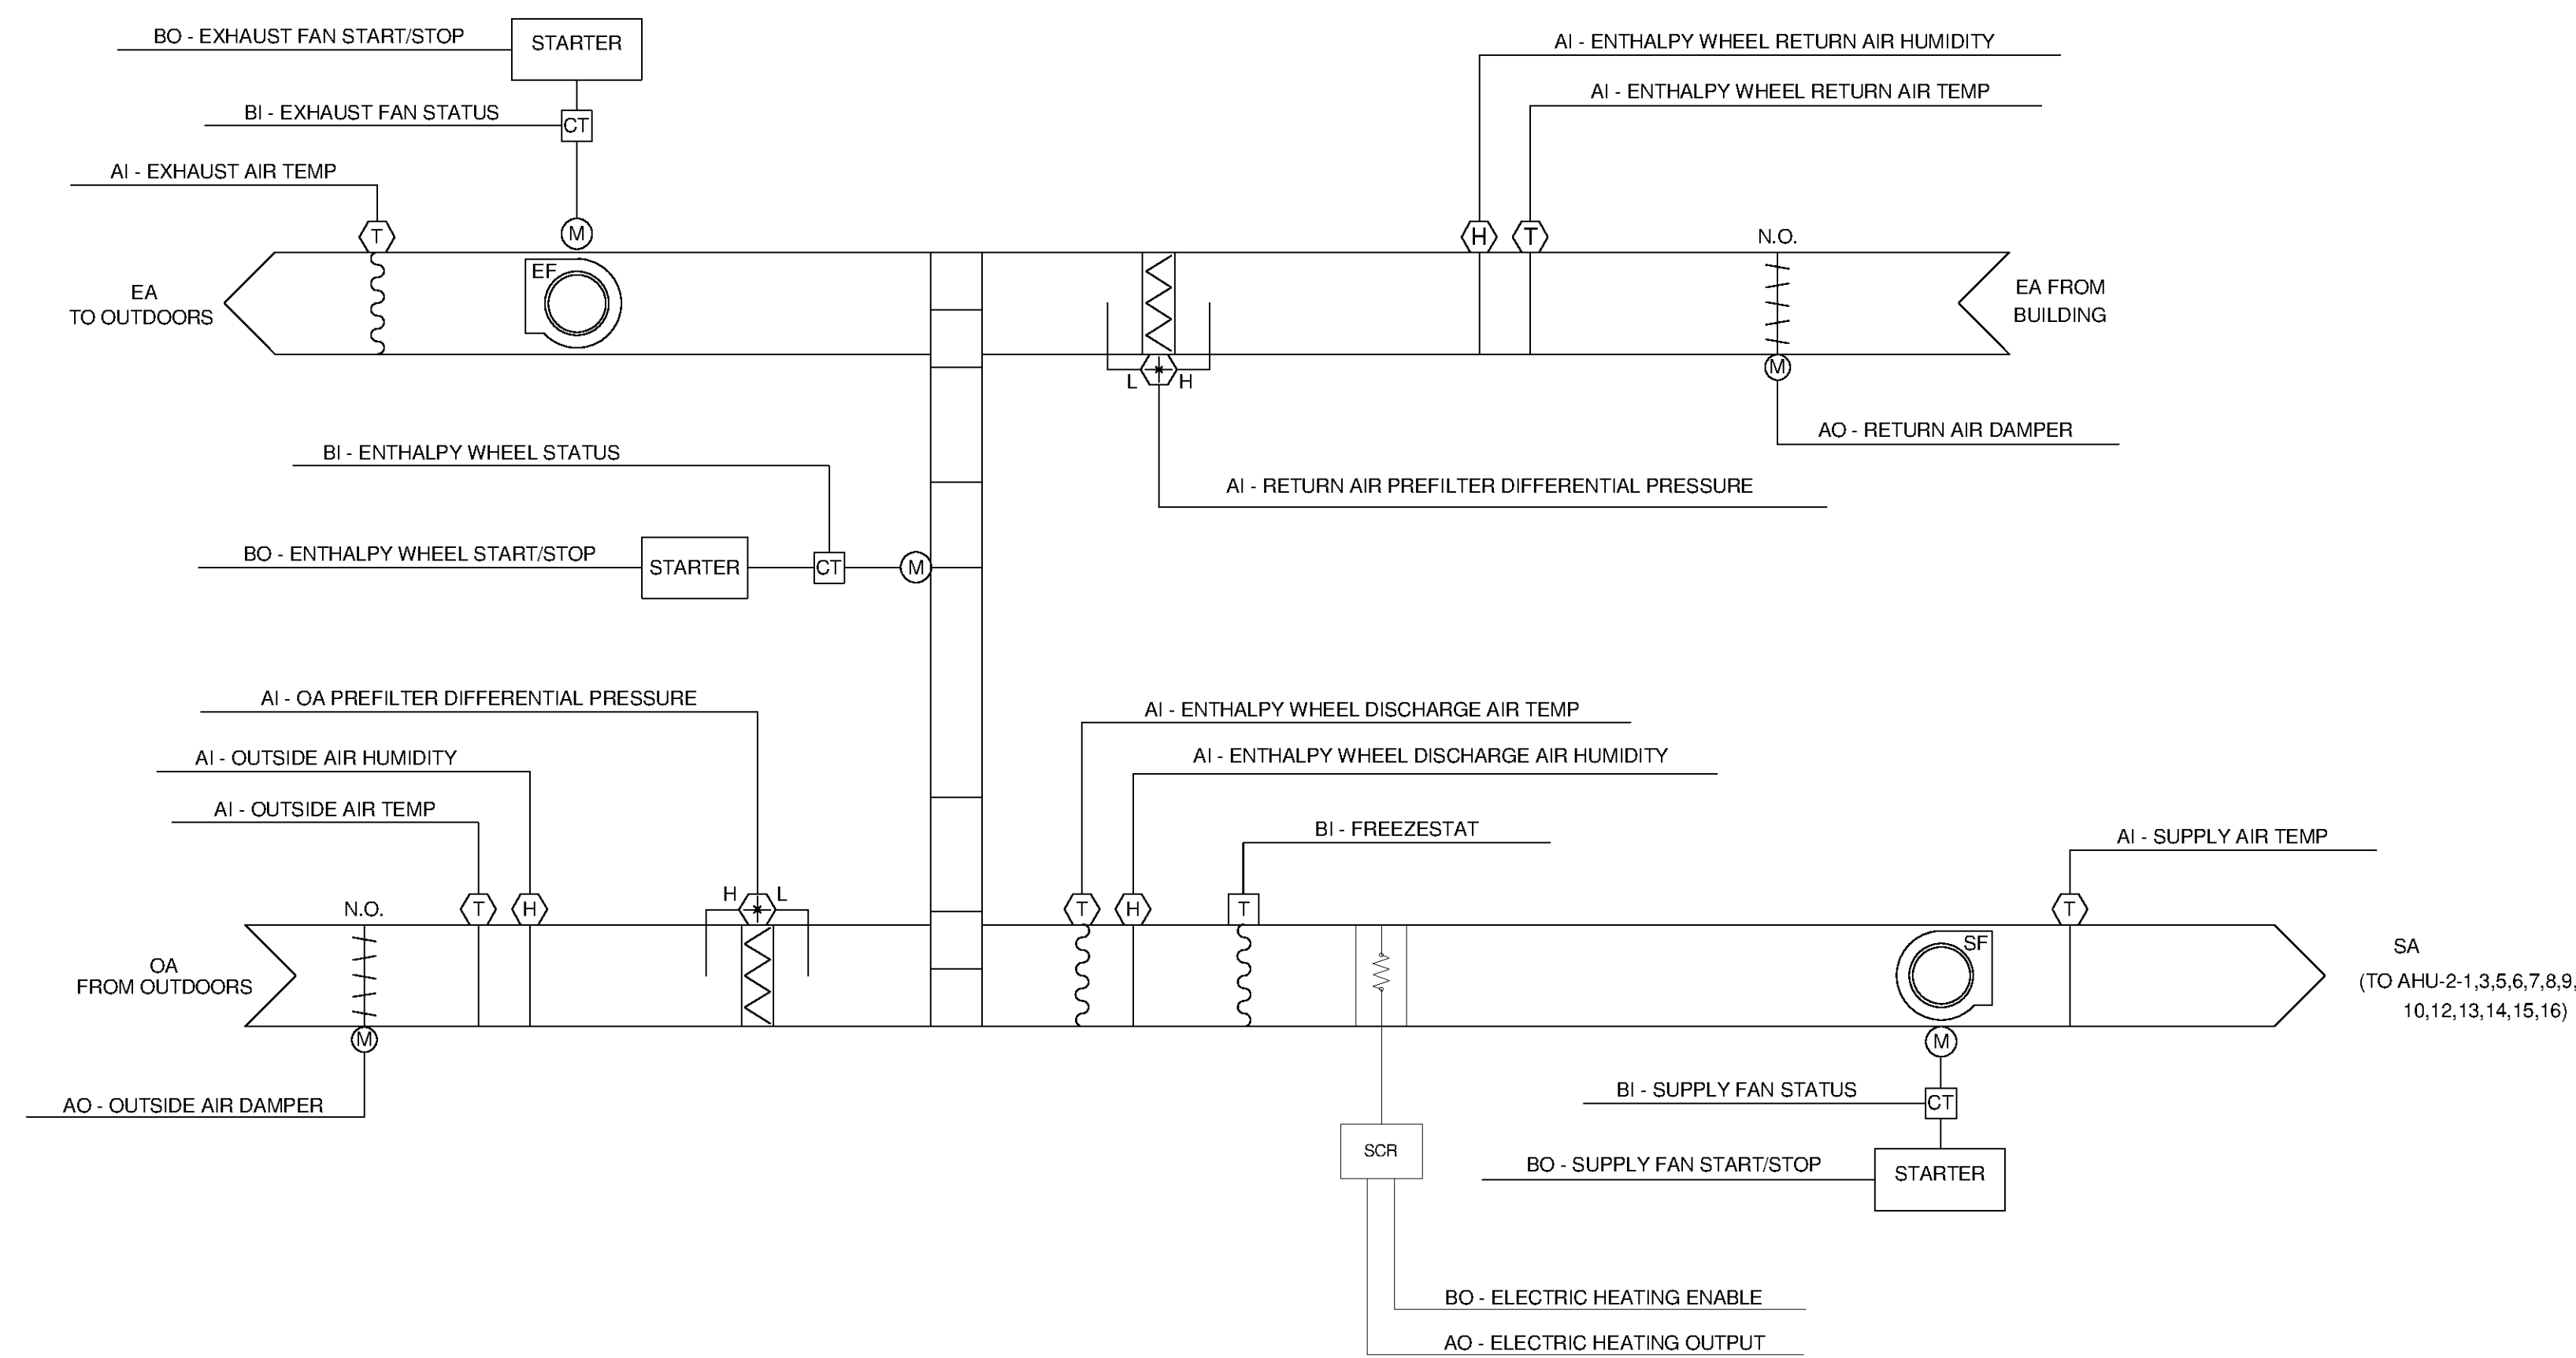 BO - EXHAUST FAN START/STOP
STARTER
AI - ENTHALPY WHEEL RETURN AIR HUMIDITY
BI - EXHAUST FAN STATUS
CT
AI - ENTHALPY WHEEL RETURN AIR TEMP
AI - EXHAUST AIR TEMP
T
M
H
T
N.O.
EF
EA
TO OUTDOORS
EA FROM
BUILDING
L
H
M
AO - RETURN AIR DAMPER
BI - ENTHALPY WHEEL STATUS
AI - RETURN AIR PREFILTER DIFFERENTIAL PRESSURE
BO - ENTHALPY WHEEL START/STOP
STARTER
CT
M
AI - OA PREFILTER DIFFERENTIAL PRESSURE
AI - ENTHALPY WHEEL DISCHARGE AIR TEMP
AI - OUTSIDE AIR HUMIDITY
AI - ENTHALPY WHEEL DISCHARGE AIR HUMIDITY
AI - OUTSIDE AIR TEMP
BI - FREEZESTAT
AI - SUPPLY AIR TEMP
N.O.
T
H
H
L
T
H
T
T
OA
FROM OUTDOORS
SF
SA
(TO AHU-2-1,3,5,6,7,8,9,
10,12,13,14,15,16)
M
M
AO - OUTSIDE AIR DAMPER
BI - SUPPLY FAN STATUS
CT
SCR
BO - SUPPLY FAN START/STOP
STARTER
BO - ELECTRIC HEATING ENABLE
AO - ELECTRIC HEATING OUTPUT